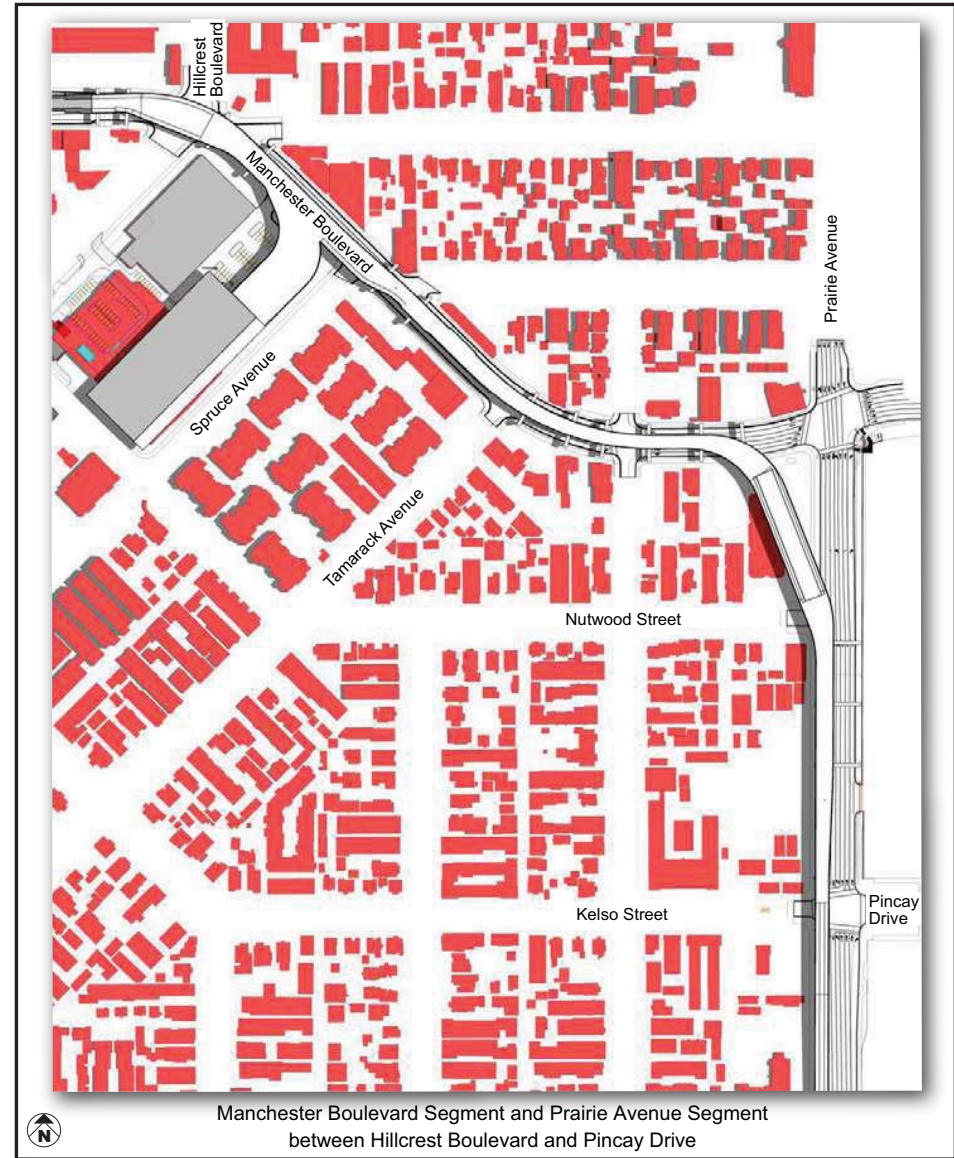 Hillcrest
Boulevard
Manchester Boulevard
Prairie Avenue
Spruce Avenue
Tamarack Avenue
Nutwood Street
Kelso Street
Pincay
Drive
N
Manchester Boulevard Segment and Prairie Avenue Segment
between Hillcrest Boulevard and Pincay Drive